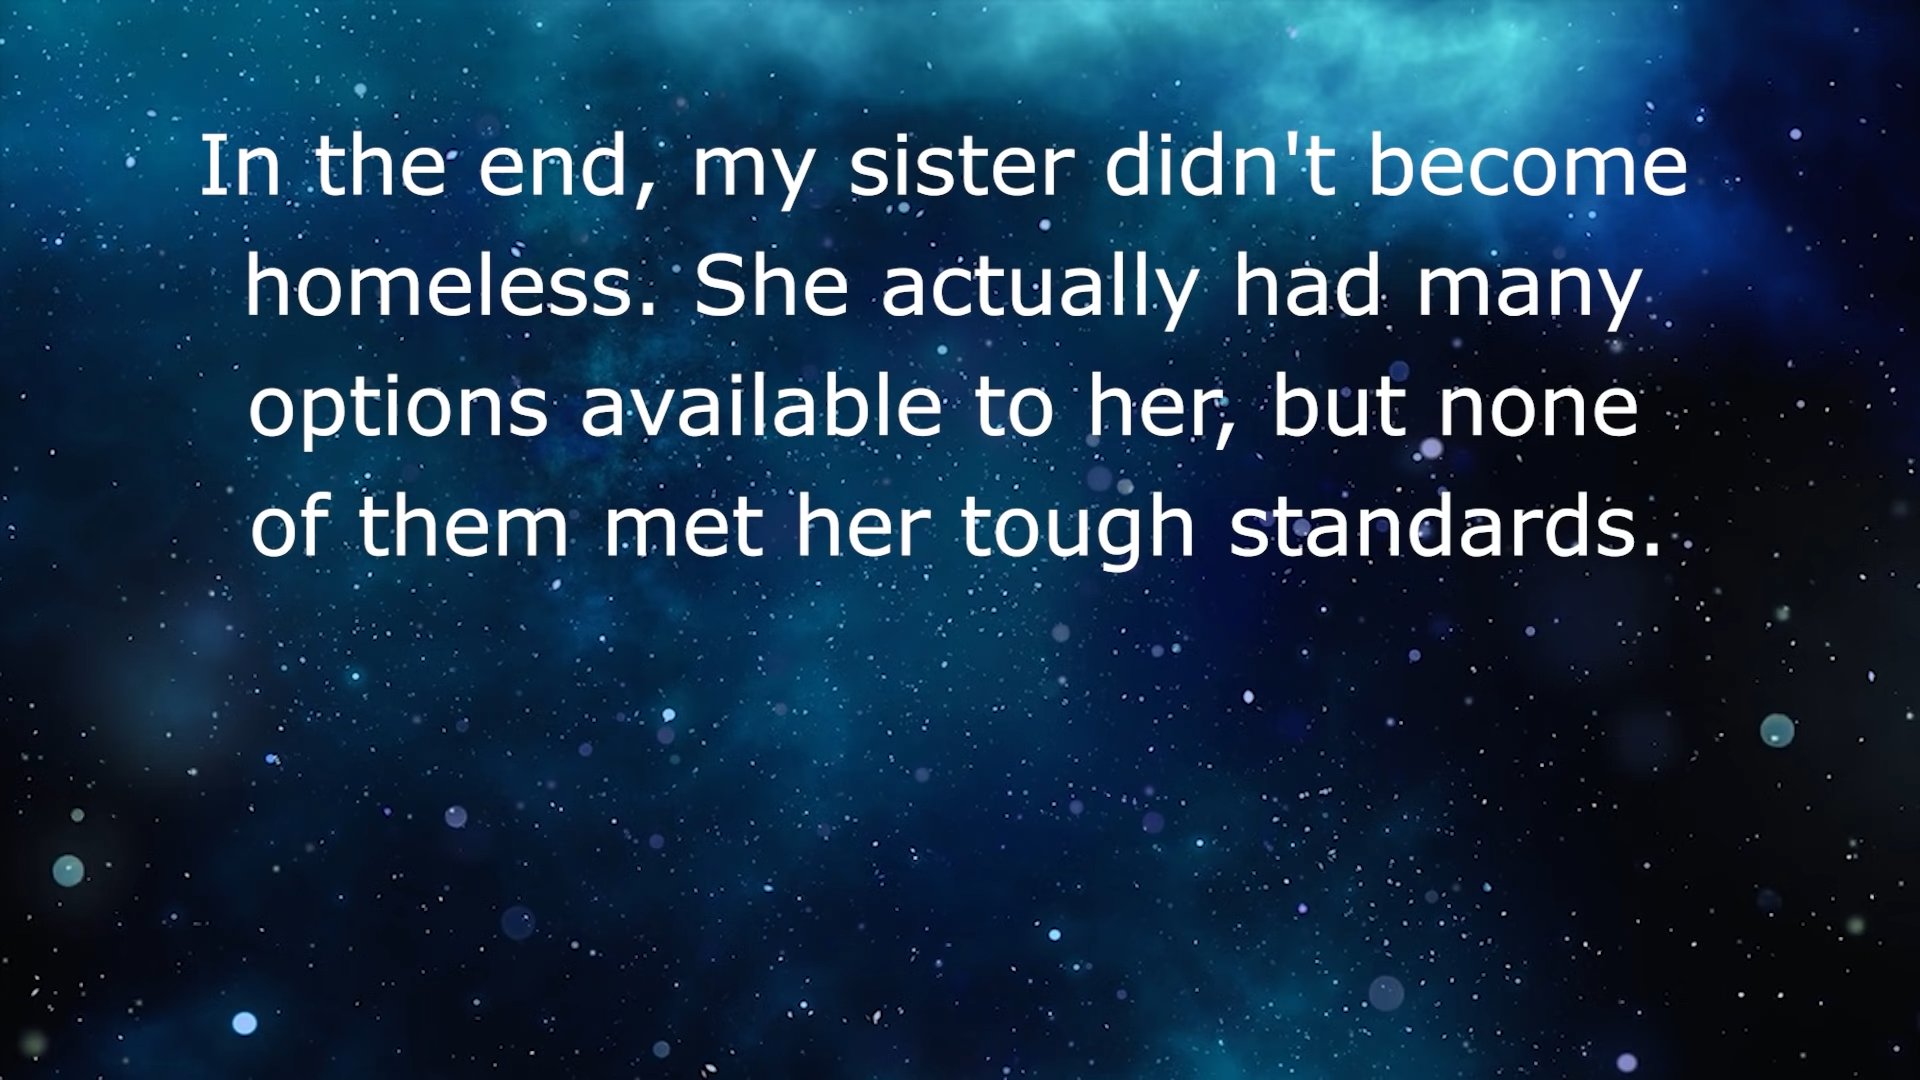 In the end, my sister didn't become
homeless. She actually had many
options available to her, but none
of them met her tough standards.